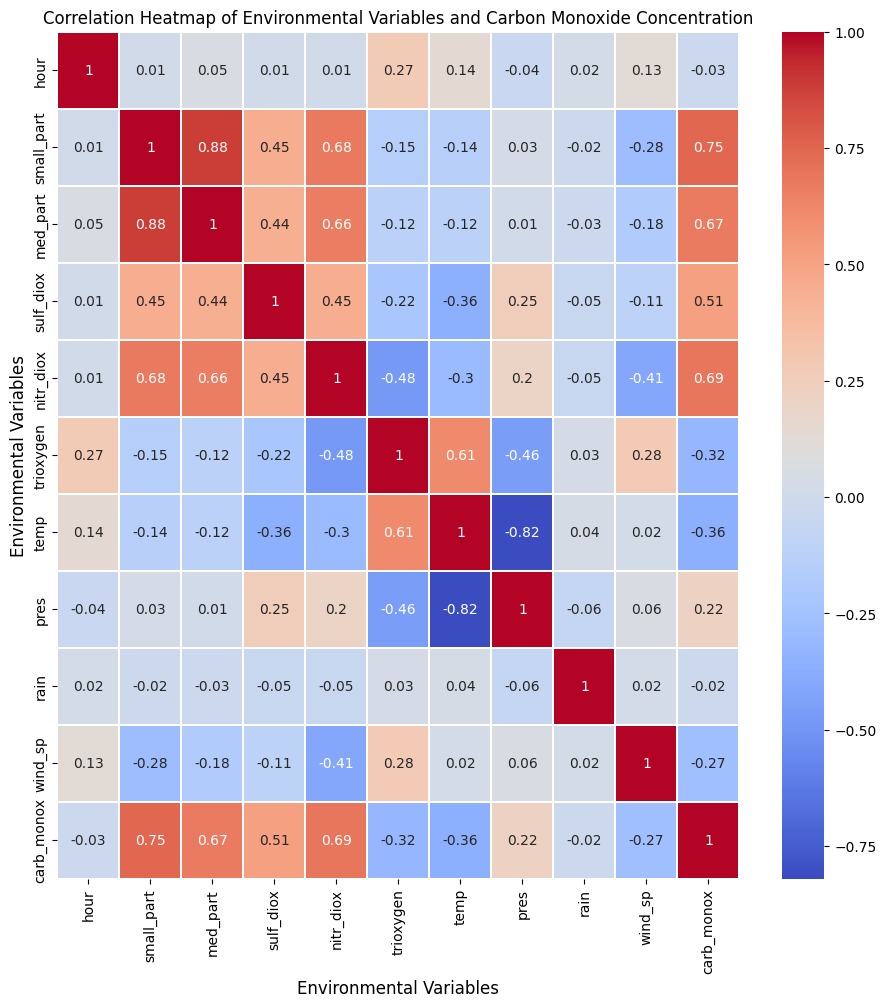 Correlation Heatmap of Environmental Variables and Carbon Monoxide Concentration
hour 1 0.01 0.05 0.01 0.01 0.27 0.14 -0.04 0.02 0.13 -0.03
small_part 0.01 1 0.88 0.45 0.68 -0.15 -0.14 0.03 -0.02 -0.28 0.75
med_part 0.05 0.88 1 0.44 0.66 -0.12 -0.12 0.01 -0.03 -0.18 0.67
sulf_diox 0.01 0.45 0.44 1 0.45 -0.22 -0.36 0.25 -0.05 -0.11 0.51
nitr_diox 0.01 0.68 0.66 0.45 1 -0.48 -0.3 0.2 -0.05 -0.41 0.69
trioxygen 0.27 -0.15 -0.12 -0.22 -0.48 1 0.61 -0.46 0.03 0.28 -0.32
temp 0.14 -0.14 -0.12 -0.36 -0.3 0.61 1 -0.82 0.04 0.02 -0.36
pres -0.04 0.03 0.01 0.25 0.2 -0.46 -0.82 1 -0.06 0.06 0.22
rain 0.02 -0.02 -0.03 -0.05 -0.05 0.03 0.04 -0.06 1 0.02 -0.02
wind_sp 0.13 -0.28 -0.18 -0.11 -0.41 0.28 0.02 0.06 0.02 1 -0.27
carb_monox -0.03 0.75 0.67 0.51 0.69 -0.32 -0.36 0.22 -0.02 -0.27 1
hour small_part med_part sulf_diox nitr_diox trioxygen temp pres rain wind_sp carb_monox
Environmental Variables
Environmental Variables
1.00
0.75
0.50
0.25
0.00
−0.25
−0.50
−0.75